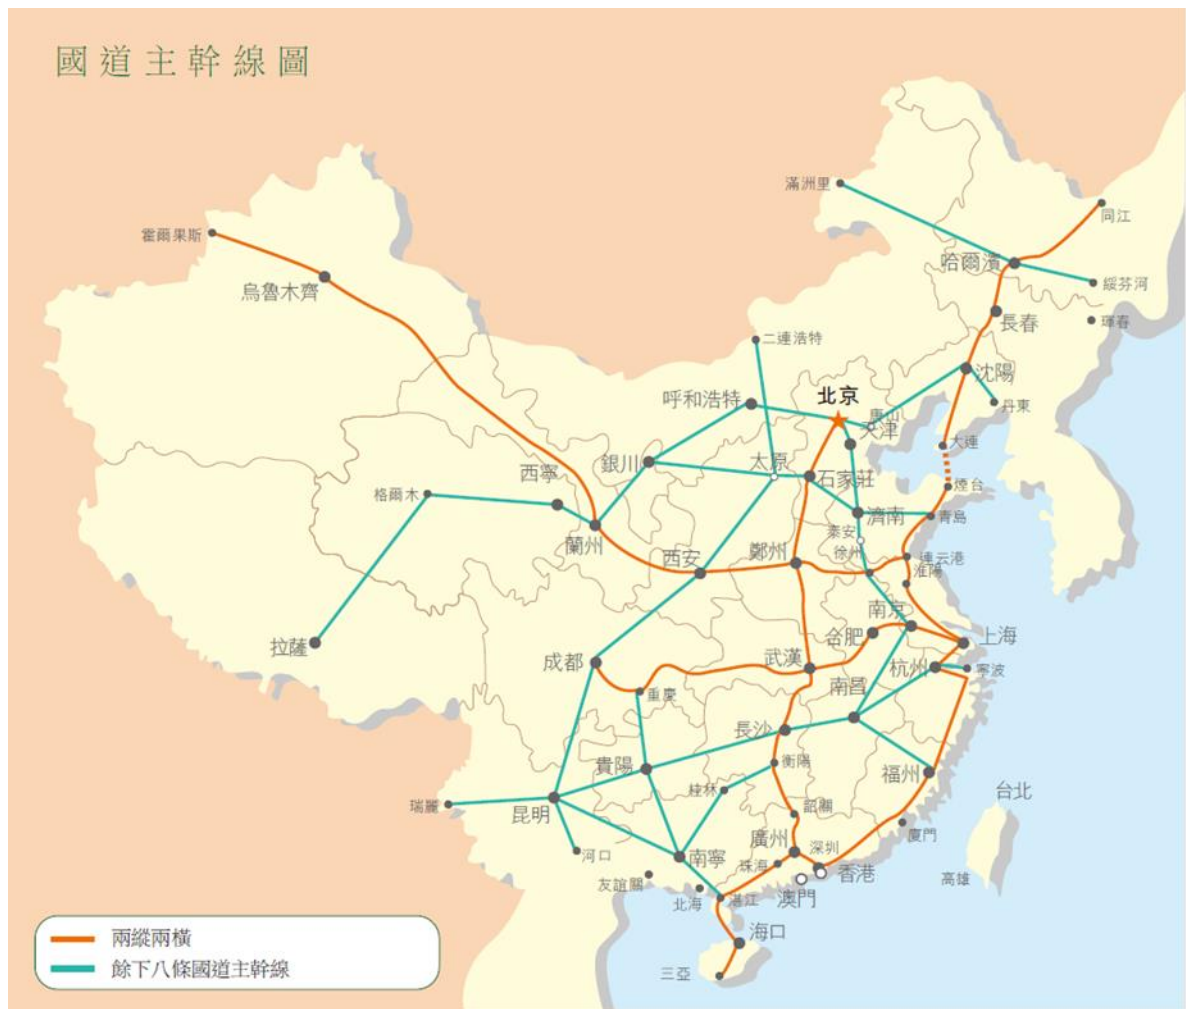 國道主幹線圖
滿洲里
同江
霍爾果斯
哈爾濱
烏魯木齊
綏芬河
長春
琿春
二連浩特
沈陽
呼和浩特
北京
丹東
唐山
天津
大連
銀川
太原
西寧
石家莊
煙台
格爾木
濟南
青島
泰安
蘭州
西安
鄭州
徐州
連云港
淮陽
南京
合肥
上海
拉薩
成都
武漢
杭州
寧波
南昌
重慶
長沙
貴陽
衡陽
福州
桂林
台北
瑞麗
昆明
韶關
廈門
廣州
深圳
河口
南寧
珠海
香港
高雄
友誼關
澳門
北海
湛江
海口
三亞
兩縱兩橫
餘下八條國道主幹線